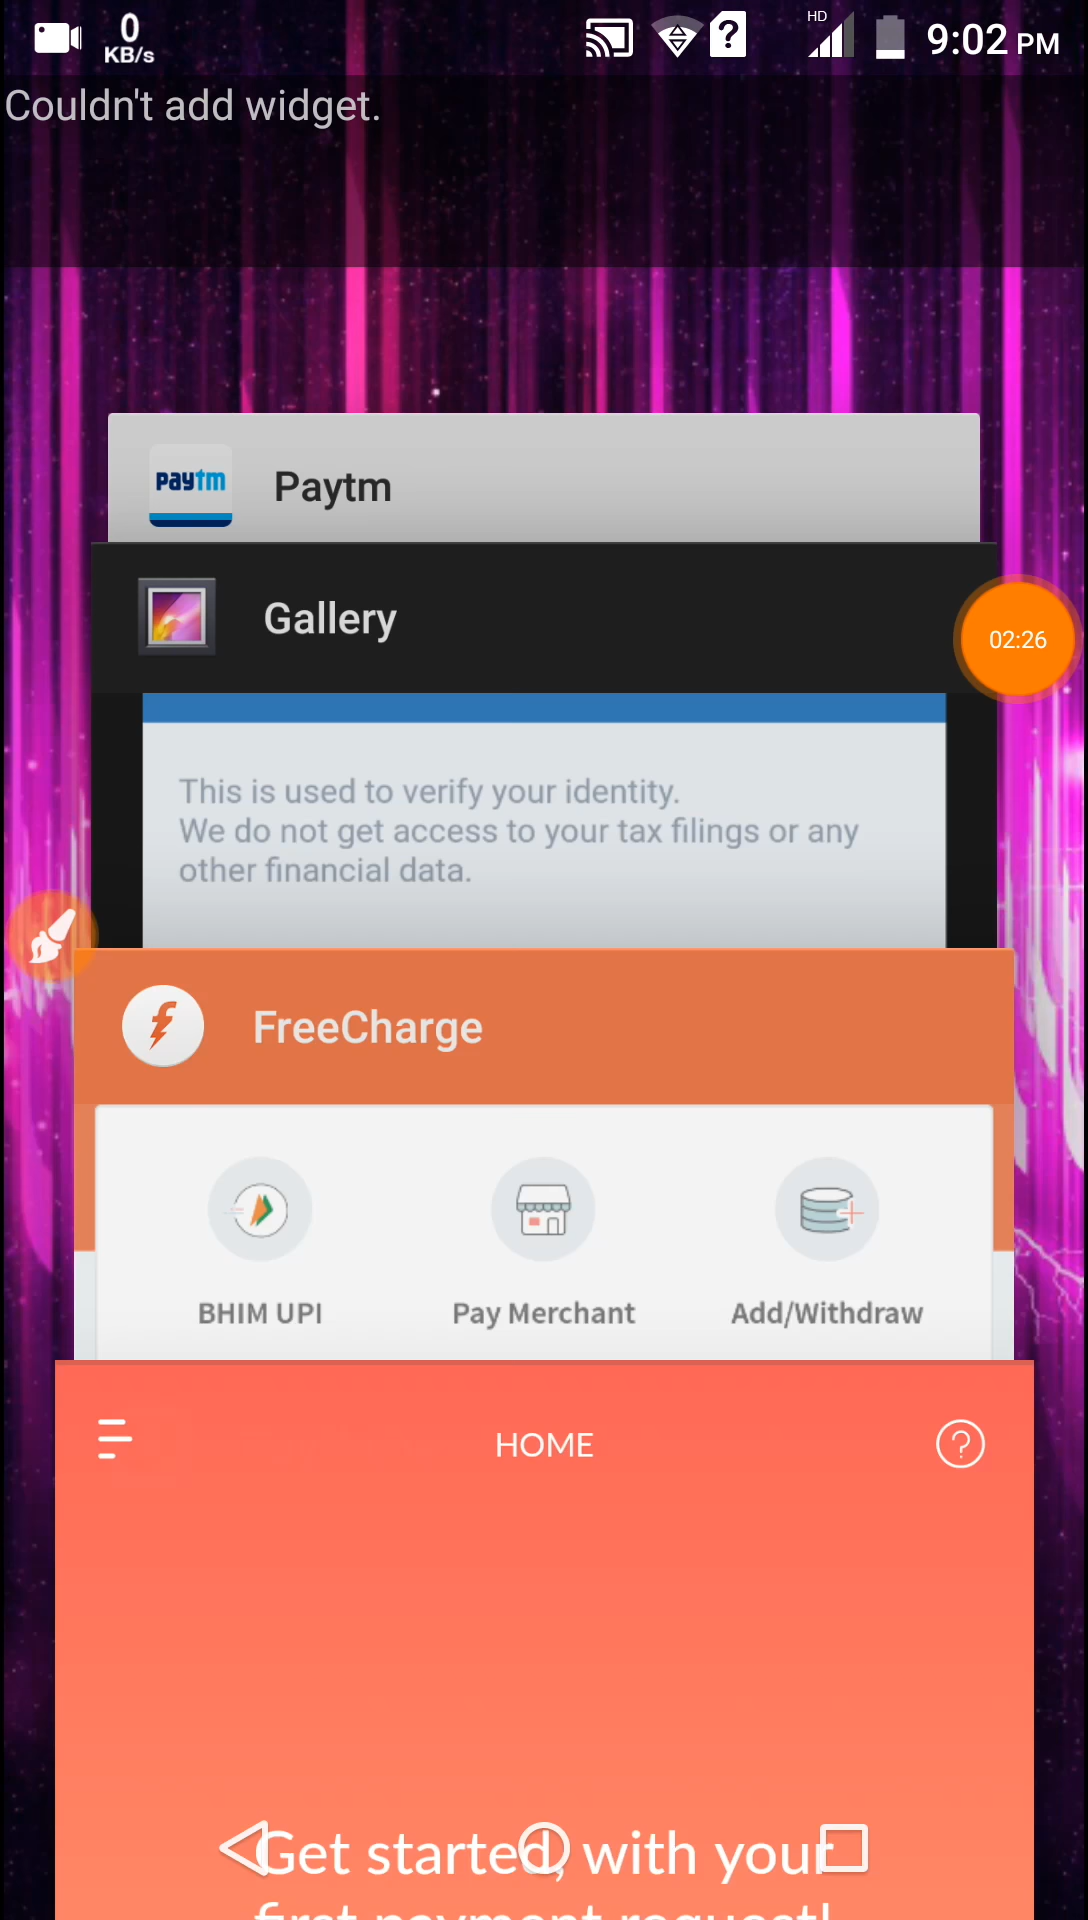 0
KB/s
HD
9:02 PM
Couldn't add widget.
paytm
Paytm
Gallery
02:26
This is used to verify your identity.
We do not get access to your tax filings or any
other financial data.
FreeCharge
BHIM UPI
Pay Merchant
Add/Withdraw
HOME
Get started, with your
first payment request!